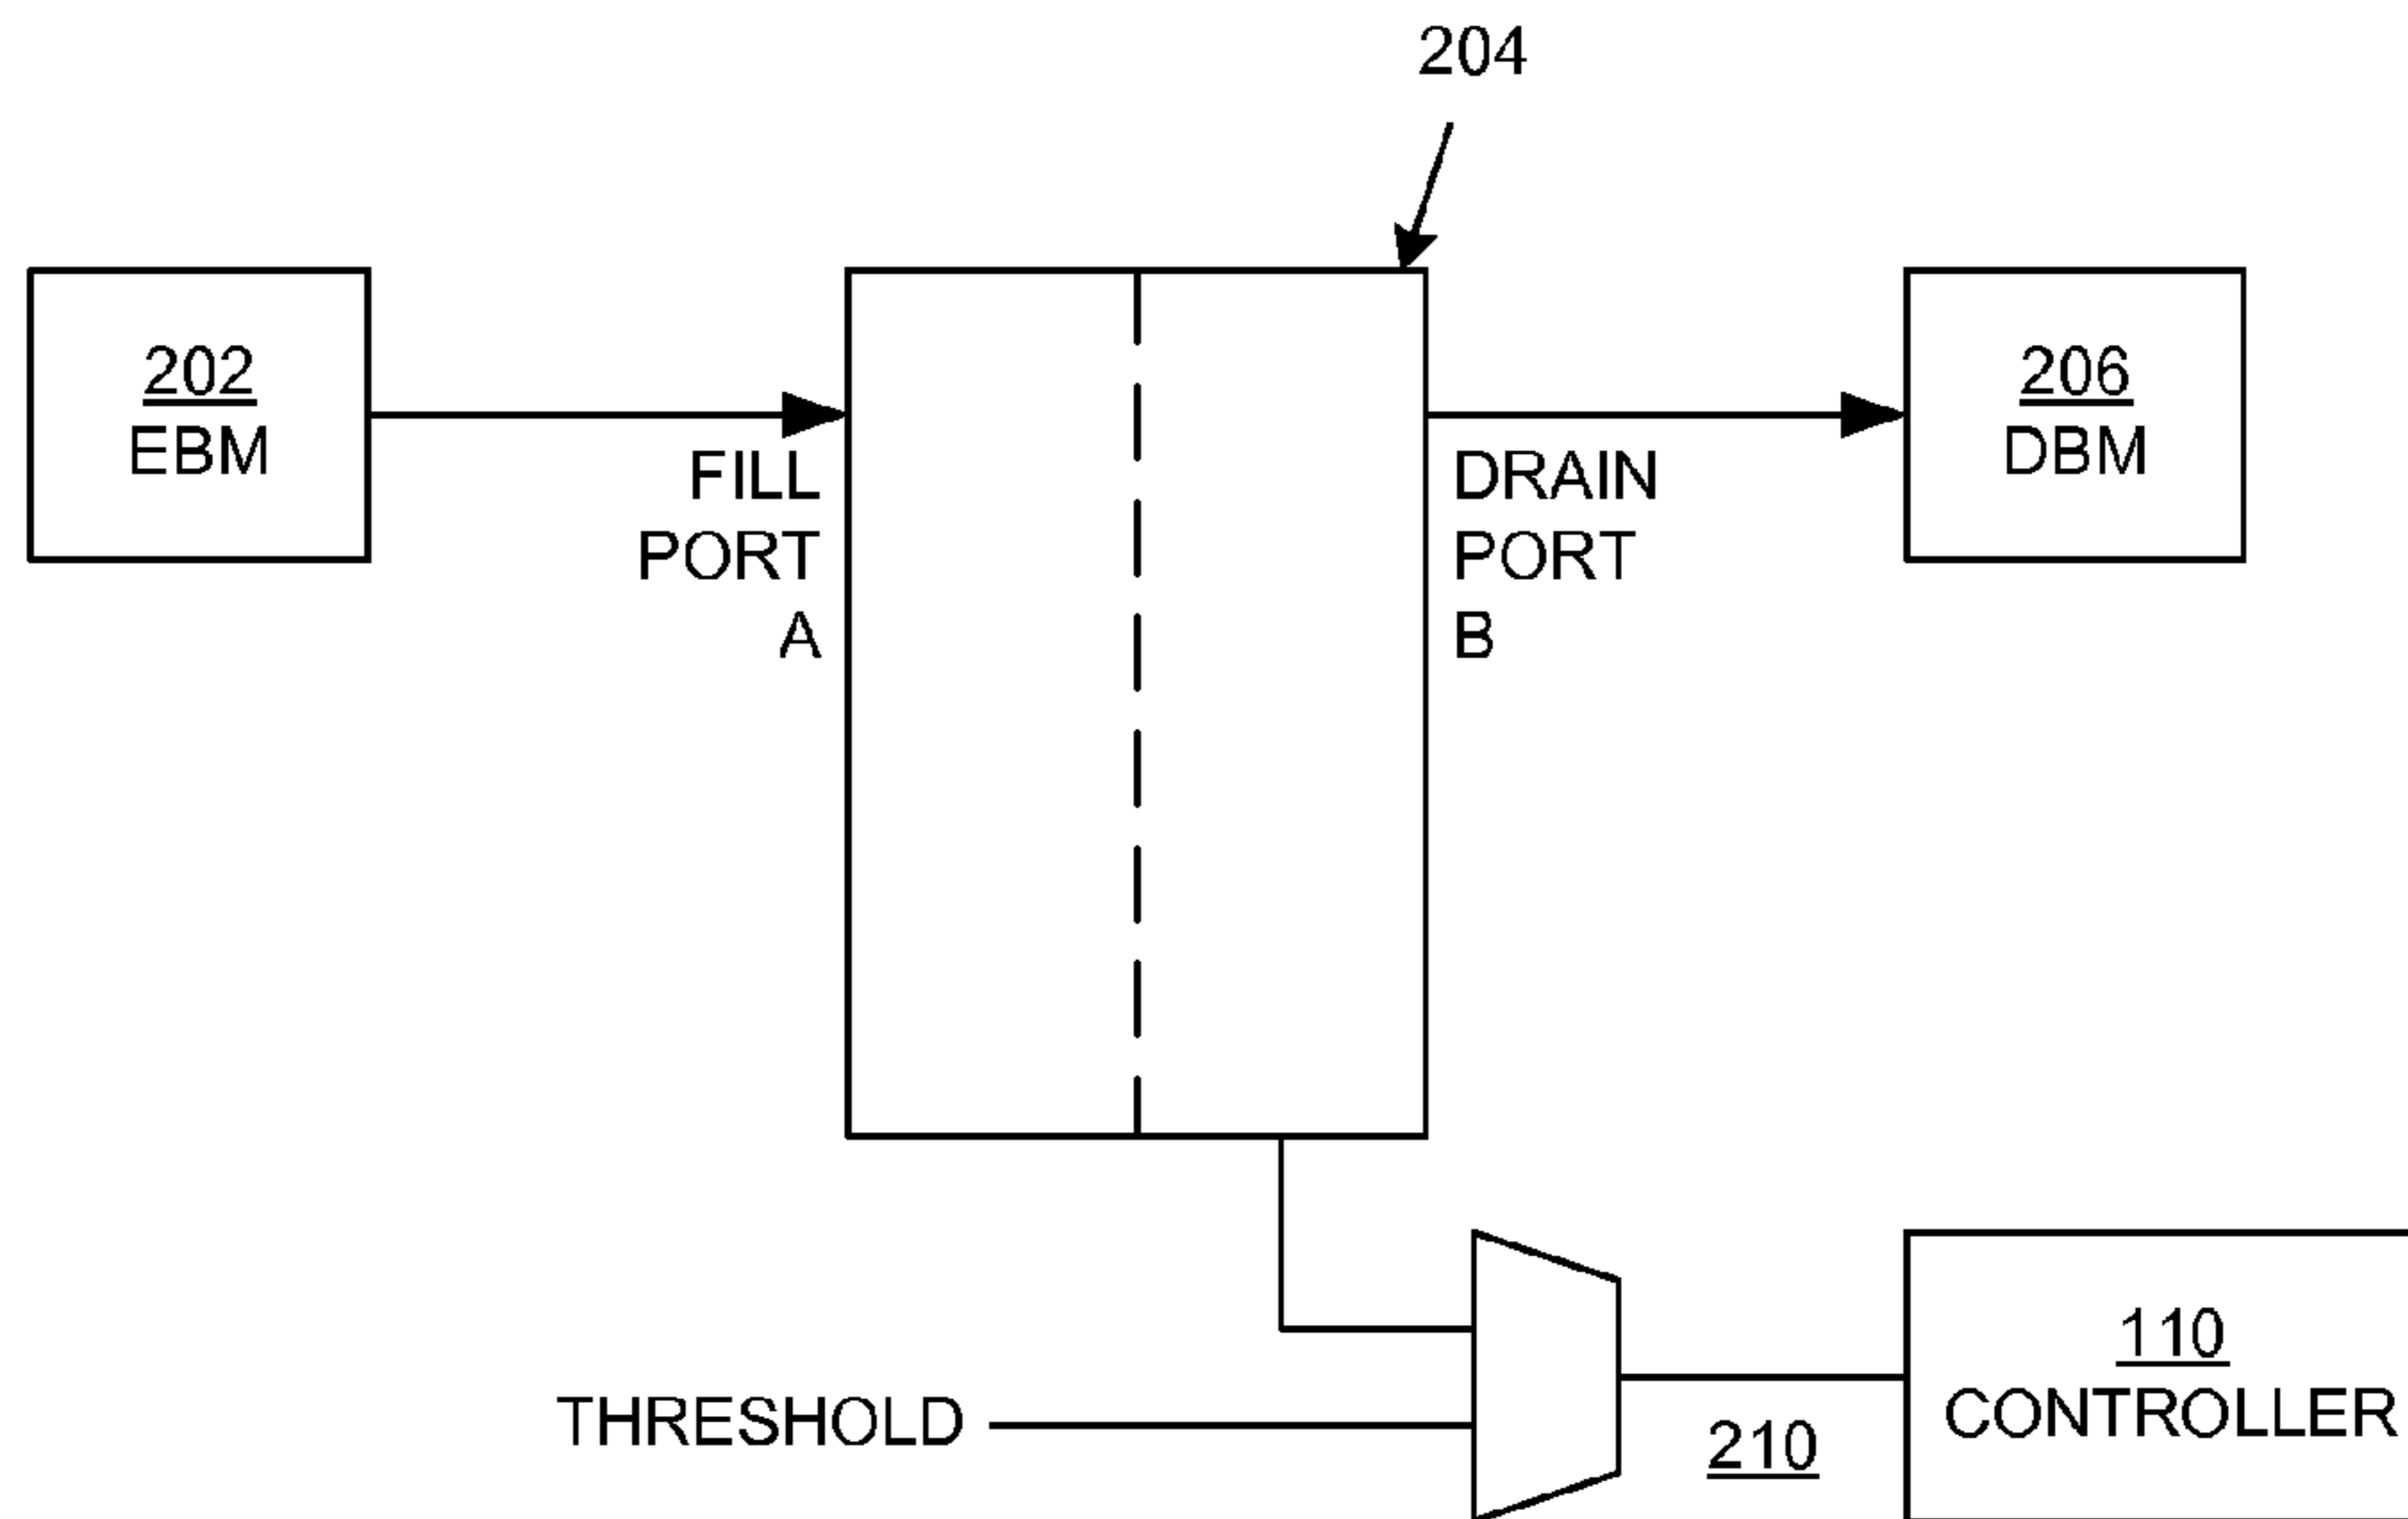 204
202
EBM
FILL
PORT
A
DRAIN
PORT
B
206
DBM
THRESHOLD
210
110
CONTROLLER